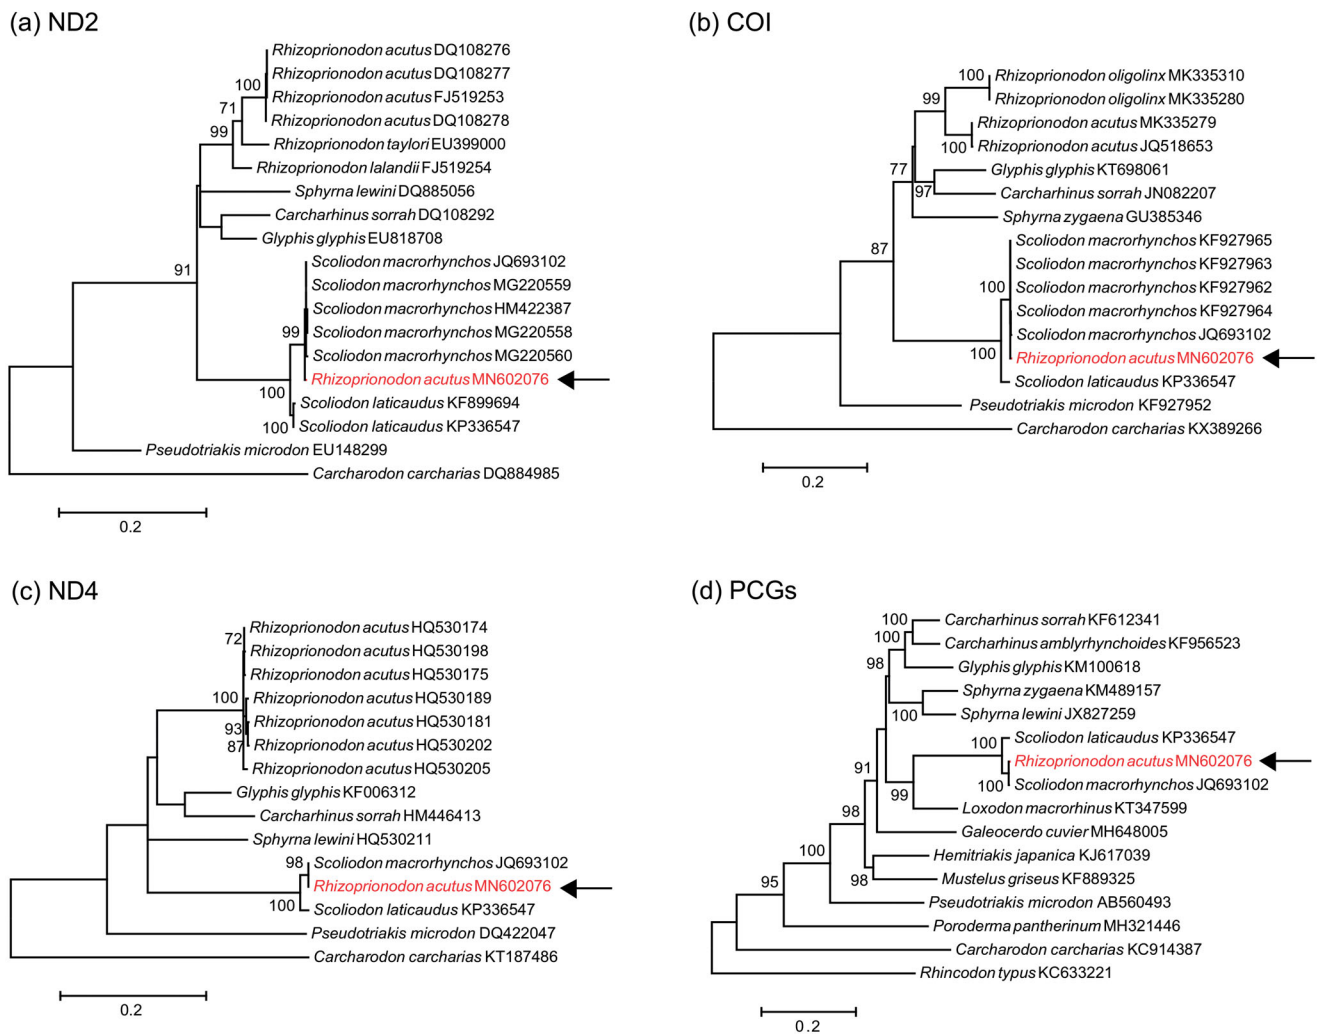 (a) ND2
Rhizoprionodon acutus DQ108276
Rhizoprionodon acutus DQ108277
100
Rhizoprionodon acutus FJ519253
71
Rhizoprionodon acutus DQ108278
99
Rhizoprionodon taylori EU399000
Rhizoprionodon lalandii FJ519254
Sphyrna lewini DQ885056
Carcharhinus sorrah DQ108292
Glyphis glyphis EU818708
91
Scoliodon macrorhynchos JQ693102
Scoliodon macrorhynchos MG220559
Scoliodon macrorhynchos HM422387
99
Scoliodon macrorhynchos MG220558
Scoliodon macrorhynchos MG220560
Rhizoprionodon acutus MN602076
100
Scoliodon laticaudus KF899694
100
Scoliodon laticaudus KP336547
Pseudotriakis microdon EU148299
Carcharodon carcharias DQ884985
0.2
(b) COI
100
Rhizoprionodon oligolinx MK335310
99
Rhizoprionodon oligolinx MK335280
Rhizoprionodon acutus MK335279
100
Rhizoprionodon acutus JQ518653
77
Glyphis glyphis KT698061
97
Carcharhinus sorrah JN082207
Sphyrna zygaena GU385346
87
Scoliodon macrorhynchos KF927965
Scoliodon macrorhynchos KF927963
100
Scoliodon macrorhynchos KF927962
Scoliodon macrorhynchos KF927964
Scoliodon macrorhynchos JQ693102
100
Rhizoprionodon acutus MN602076
Scoliodon laticaudus KP336547
Pseudotriakis microdon KF927952
Carcharodon carcharias KX389266
0.2
(c) ND4
72
Rhizoprionodon acutus HQ530174
Rhizoprionodon acutus HQ530198
Rhizoprionodon acutus HQ530175
100
Rhizoprionodon acutus HQ530189
93
Rhizoprionodon acutus HQ530181
87
Rhizoprionodon acutus HQ530202
Rhizoprionodon acutus HQ530205
Glyphis glyphis KF006312
Carcharhinus sorrah HM446413
Sphyrna lewini HQ530211
98
Scoliodon macrorhynchos JQ693102
Rhizoprionodon acutus MN602076
100
Scoliodon laticaudus KP336547
Pseudotriakis microdon DQ422047
Carcharodon carcharias KT187486
0.2
(d) PCGs
100
Carcharhinus sorrah KF612341
100
Carcharhinus amblyrhynchoides KF956523
98
Glyphis glyphis KM100618
Sphyrna zygaena KM489157
100
Sphyrna lewini JX827259
100
Scoliodon laticaudus KP336547
91
Rhizoprionodon acutus MN602076
100
Scoliodon macrorhynchos JQ693102
99
Loxodon macrorhinus KT347599
98
Galeocerdo cuvier MH648005
100
Hemitriakis japonica KJ617039
98
Mustelus griseus KF889325
95
Pseudotriakis microdon AB560493
Poroderma pantherinum MH321446
Carcharodon carcharias KC914387
Rhincodon typus KC633221
0.2